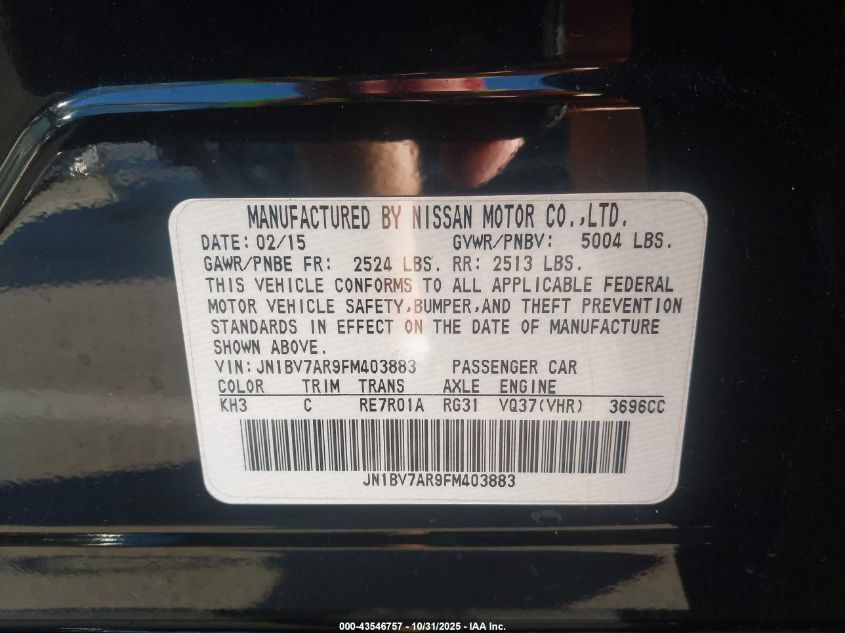 MANUFACTURED BY NISSAN MOTOR CO.,LTD.
DATE: 02/15 GVWR/PNBV: 5004 LBS.
GAWR/PNBE FR: 2524 LBS. RR: 2513 LBS.
THIS VEHICLE CONFORMS TO ALL APPLICABLE FEDERAL
MOTOR VEHICLE SAFETY,BUMPER,AND THEFT PREVENTION
STANDARDS IN EFFECT ON THE DATE OF MANUFACTURE
SHOWN ABOVE.
VIN:JN1BV7AR9FM403883 PASSENGER CAR
COLOR TRIM TRANS AXLE ENGINE
KH3 C RE7R01A RG31 VQ37(VHR) 3696CC
JN1BV7AR9FM403883
000-43546757 - 10/31/2025 - IAA Inc.